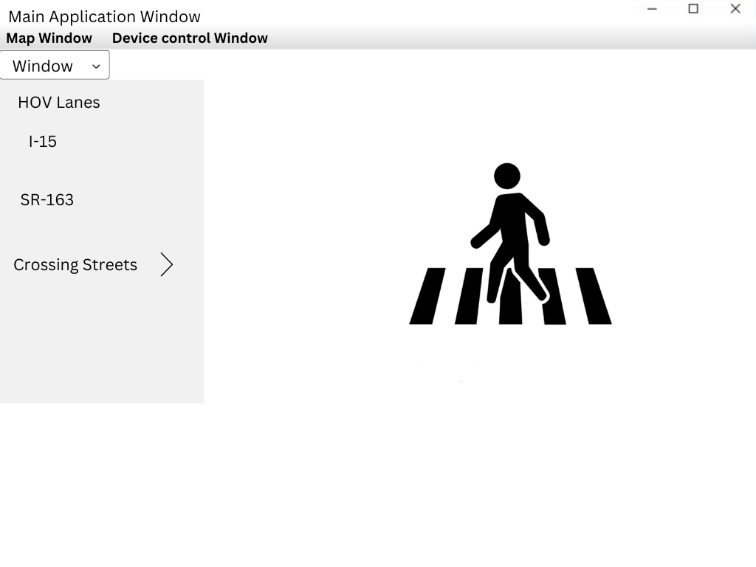 Main Application Window
Map Window Device control Window
Window
HOV Lanes
I-15
SR-163
Crossing Streets